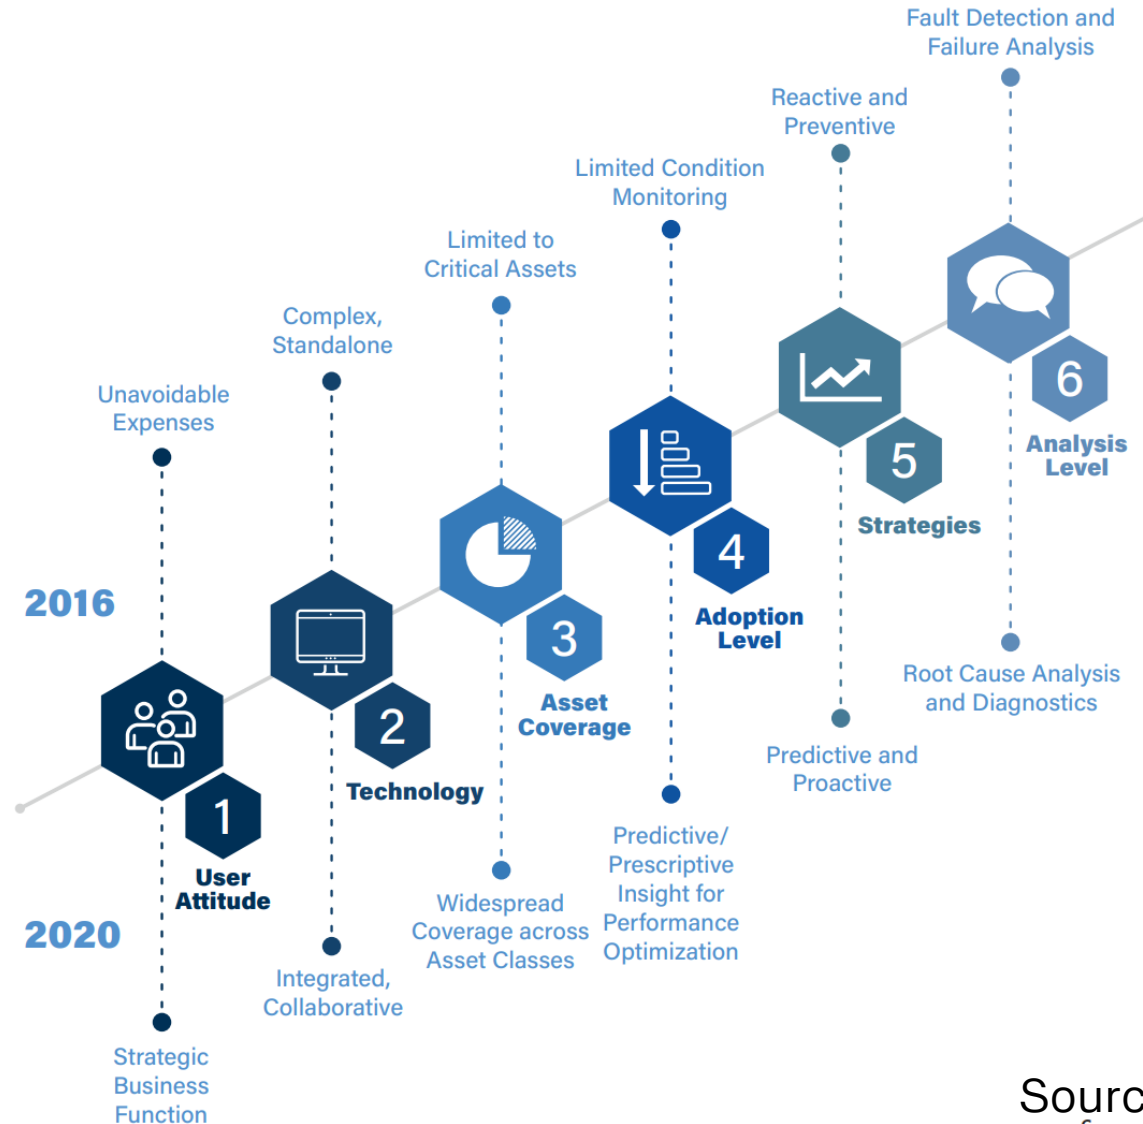 Fault Detection and
Failure Analysis
Reactive and
Preventive
Limited Condition
Monitoring
Limited to
Critical Assets
Complex,
Standalone
Unavoidable
Expenses
2016
1
User
Attitude
2
Technology
3
Asset
Coverage
4
Adoption
Level
5
Strategies
6
Analysis
Level
2020
Strategic
Business
Function
Integrated,
Collaborative
Widespread
Coverage across
Asset Classes
Predictive/
Prescriptive
Insight for
Performance
Optimization
Predictive and
Proactive
Root Cause Analysis
and Diagnostics
Sourc